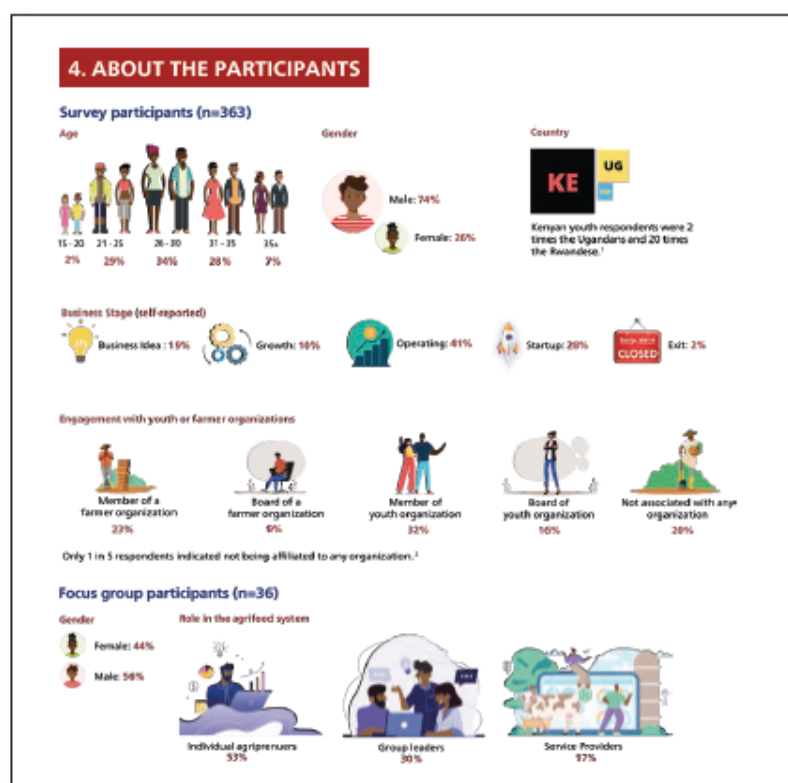 4. ABOUT THE PARTICIPANTS
Survey participants (n=363)
Age
Gender
Country
KE
UG
Male: 74%
Female: 26%
15 - 20
21 - 25
26 - 30
31 - 35
35+
2%
29%
34%
28%
7%
Kenyan youth respondents were 2
times the Ugandans and 20 times
the Rwandese.
Business Stage (self-reported)
Business Idea : 19%
Growth: 10%
Operating: 41%
Startup: 28%
CLOSED
Exit: 2%
Engagement with youth or farmer organizations
Member of a
farmer organization
23%
Board of a
farmer organization
9%
Member of
youth organization
32%
Board of
youth organization
16%
Not associated with any
organization
20%
Only 1 in 5 respondents indicated not being affiliated to any organization.
Focus group participants (n=36)
Gender
Female: 44%
Male: 56%
Role in the agrifeed system
Individual agriprenuers
53%
Group leaders
30%
Service Providers
17%